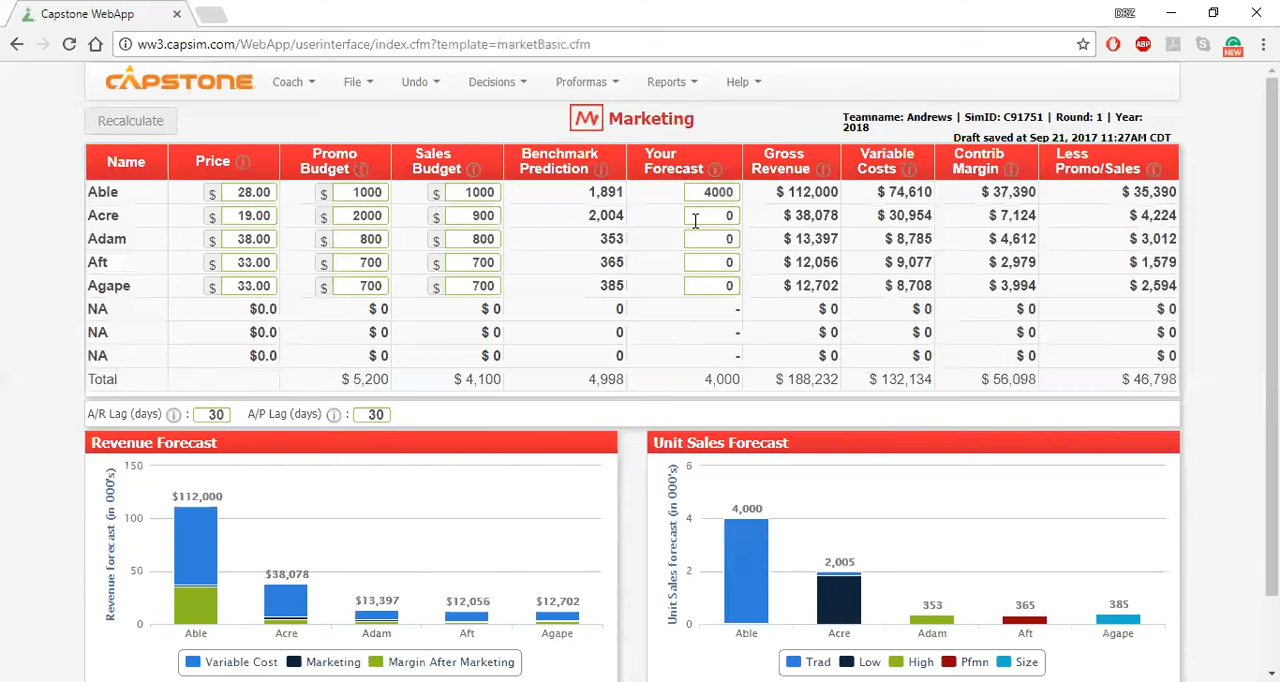 Capstone WebApp
DRZ
ww3.capsim.com/WebApp/userinterface/index.cfm?template=marketBasic.cfm
ABP
NEW
CAPSTONE Coach File Undo Decisions Proformas Reports Help
Recalculate
Marketing
Teamname: Andrews | SimID: C91751 | Round: 1 | Year:
2018
Draft saved at Sep 21, 2017 11:27AM CDT
Name Price Promo Budget Sales Budget Benchmark Prediction Your Forecast Gross Revenue Variable Costs Contrib Margin Less Promo/Sales
Able $ 28.00 $ 1000 $ 1000 1,891 4000 $ 112,000 $ 74,610 $ 37,390 $ 35,390
Acre $ 19.00 $ 2000 $ 900 2,004 0 $ 38,078 $ 30,954 $ 7,124 $ 4,224
Adam $ 38.00 $ 800 $ 800 353 0 $ 13,397 $ 8,785 $ 4,612 $ 3,012
Aft $ 33.00 $ 700 $ 700 365 0 $ 12,056 $ 9,077 $ 2,979 $ 1,579
Agape $ 33.00 $ 700 $ 700 385 0 $ 12,702 $ 8,708 $ 3,994 $ 2,594
NA $0.0 $ 0 $ 0 0 - $ 0 $ 0 $ 0 $ 0
NA $0.0 $ 0 $ 0 0 - $ 0 $ 0 $ 0 $ 0
NA $0.0 $ 0 $ 0 0 - $ 0 $ 0 $ 0 $ 0
Total $ 5,200 $ 4,100 4,998 4,000 $ 188,232 $ 132,134 $ 56,098 $ 46,798
A/R Lag (days) : 30 A/P Lag (days) : 30
Revenue Forecast
Revenue Forecast (in 000's)
150
100
50
0
$112,000
$38,078
$13,397
$12,056
$12,702
Able Acre Adam Aft Agape
Variable Cost Marketing Margin After Marketing
Unit Sales Forecast
Unit Sales Forecast (in 000's)
6
4
2
0
4,000
2,005
353
365
385
Able Acre Adam Aft Agape
Trad Low High Pfmn Size